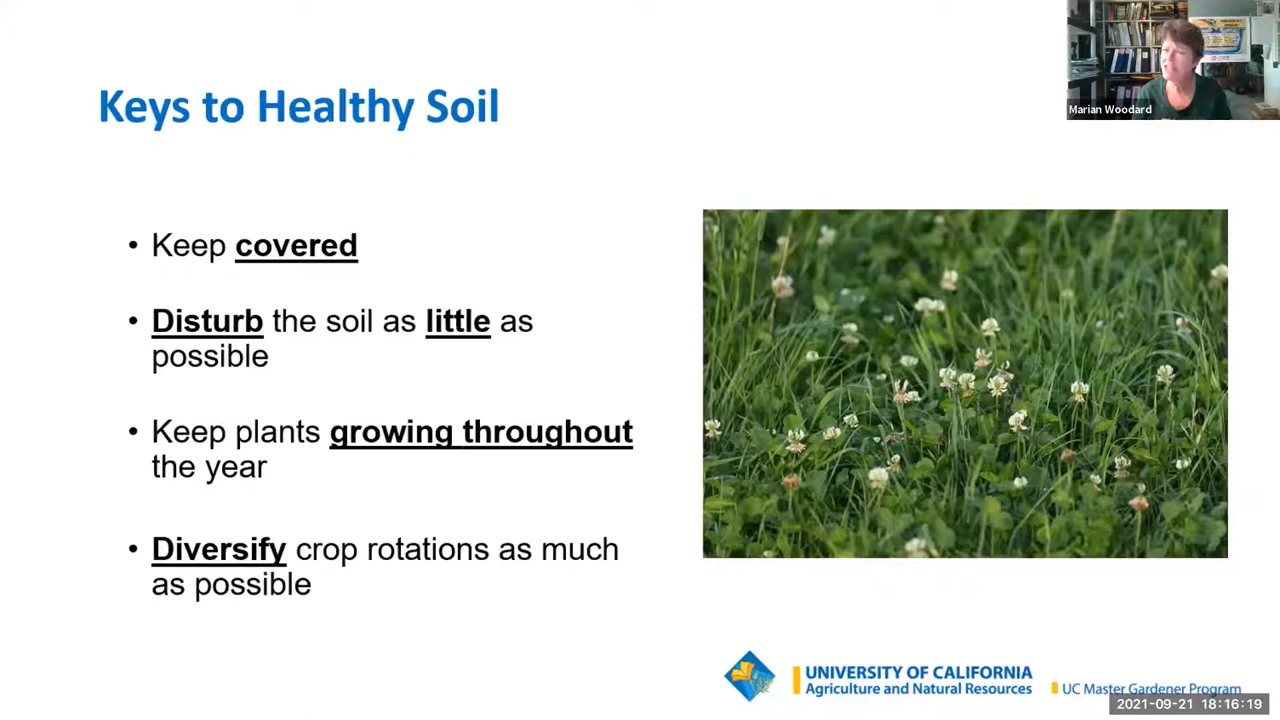 Marian Woodard
Keys to Healthy Soil
• Keep covered
• Disturb the soil as little as
possible
• Keep plants growing throughout
the year
• Diversify crop rotations as much
as possible
UNIVERSITY OF CALIFORNIA
Agriculture and Natural Resources
UC Master Gardener Program
2021-09-21 18:16:19